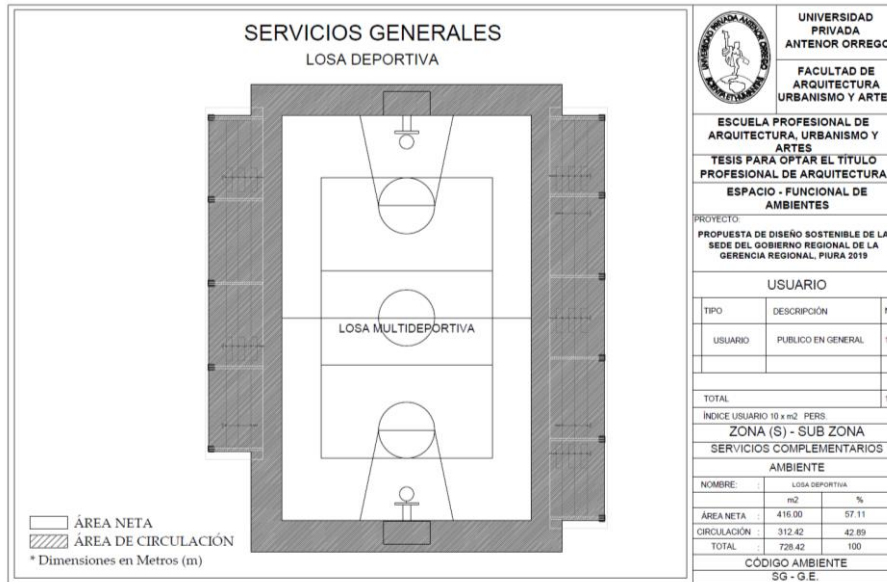 SERVICIOS GENERALES
LOSA DEPORTIVA
LOSA MULTIDEPORTIVA
ÁREA NETA
ÁREA DE CIRCULACIÓN
* Dimensiones en Metros (m)
UNIVERSIDAD
PRIVADA
ANTENOR ORREGO
FACULTAD DE
ARQUITECTURA
URBANISMO Y ARTE
ESCUELA PROFESIONAL DE
ARQUITECTURA, URBANISMO Y
ARTES
TESIS PARA OPTAR EL TÍTULO
PROFESIONAL DE ARQUITECTURA
ESPACIO - FUNCIONAL DE
AMBIENTES
PROYECTO:
PROPUESTA DE DISEÑO SOSTENIBLE DE LA
SEDE DEL GOBIERNO REGIONAL DE LA
GERENCIA REGIONAL, PIURA 2019
USUARIO
TIPO DESCRIPCIÓN
USUARIO PUBLICO EN GENERAL
TOTAL
ÍNDICE USUARIO 10 x m2 PERS.
ZONA (S) - SUB ZONA
SERVICIOS COMPLEMENTARIOS
AMBIENTE
NOMBRE: : LOSA DEPORTIVA
m2 %
ÁREA NETA : 416.00 57.11
CIRCULACIÓN : 312.42 42.89
TOTAL : 728.42 100
CÓDIGO AMBIENTE
SG - G.E.